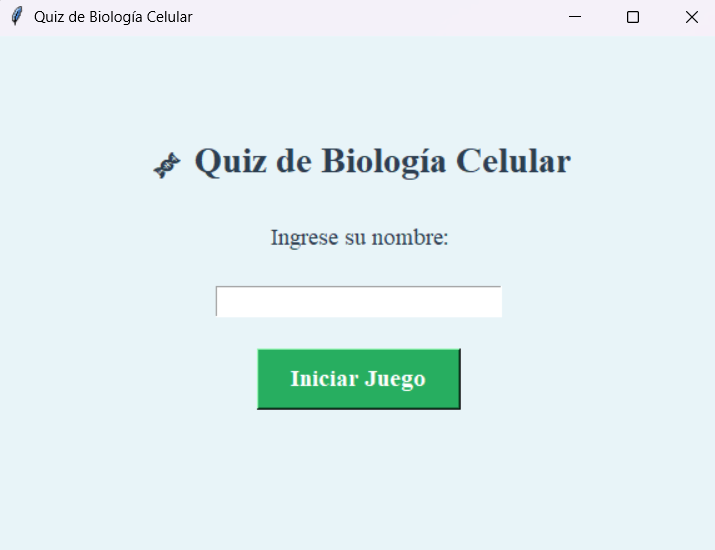 Quiz de Biología Celular
🧬 Quiz de Biología Celular
Ingrese su nombre:
Iniciar Juego